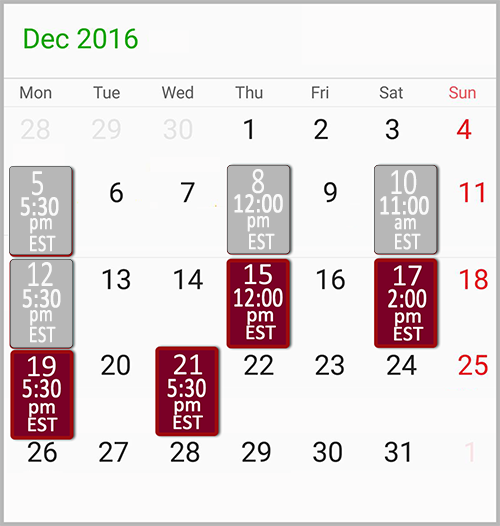 Dec 2016
Mon Tue Wed Thu Fri Sat Sun
28 29 30 1 2 3 4
5 6 7 8 9 10 11
5:30 12:00 11:00
pm pm am
EST EST EST
12 13 14 15 16 17 18
5:30 12:00 2:00
pm pm pm
EST EST EST
19 20 21 22 23 24 25
5:30 5:30
pm pm
EST EST
26 27 28 29 30 31 1